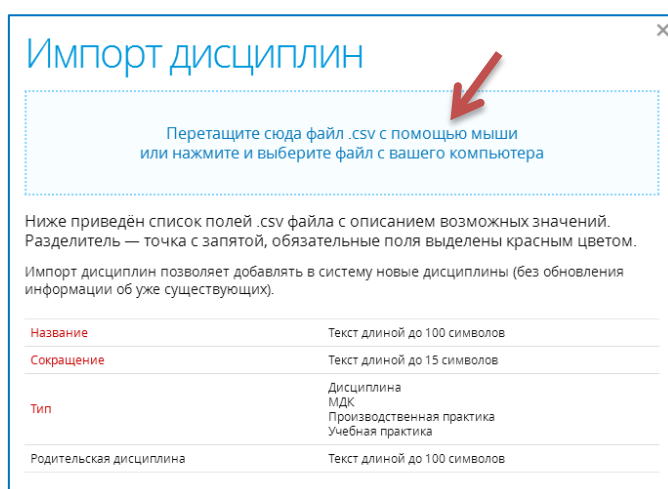 Импорт дисциплин
Перетащите сюда файл .csv с помощью мыши
или нажмите и выберите файл с вашего компьютера
Ниже приведён список полей .csv файла с описанием возможных значений.
Разделитель — точка с запятой, обязательные поля выделены красным цветом.
Импорт дисциплин позволяет добавлять в систему новые дисциплины (без обновления
информации об уже существующих).
Название Текст длиной до 100 символов
Сокращение Текст длиной до 15 символов
Тип Дисциплина
МДК
Производственная практика
Учебная практика
Родительская дисциплина Текст длиной до 100 символов